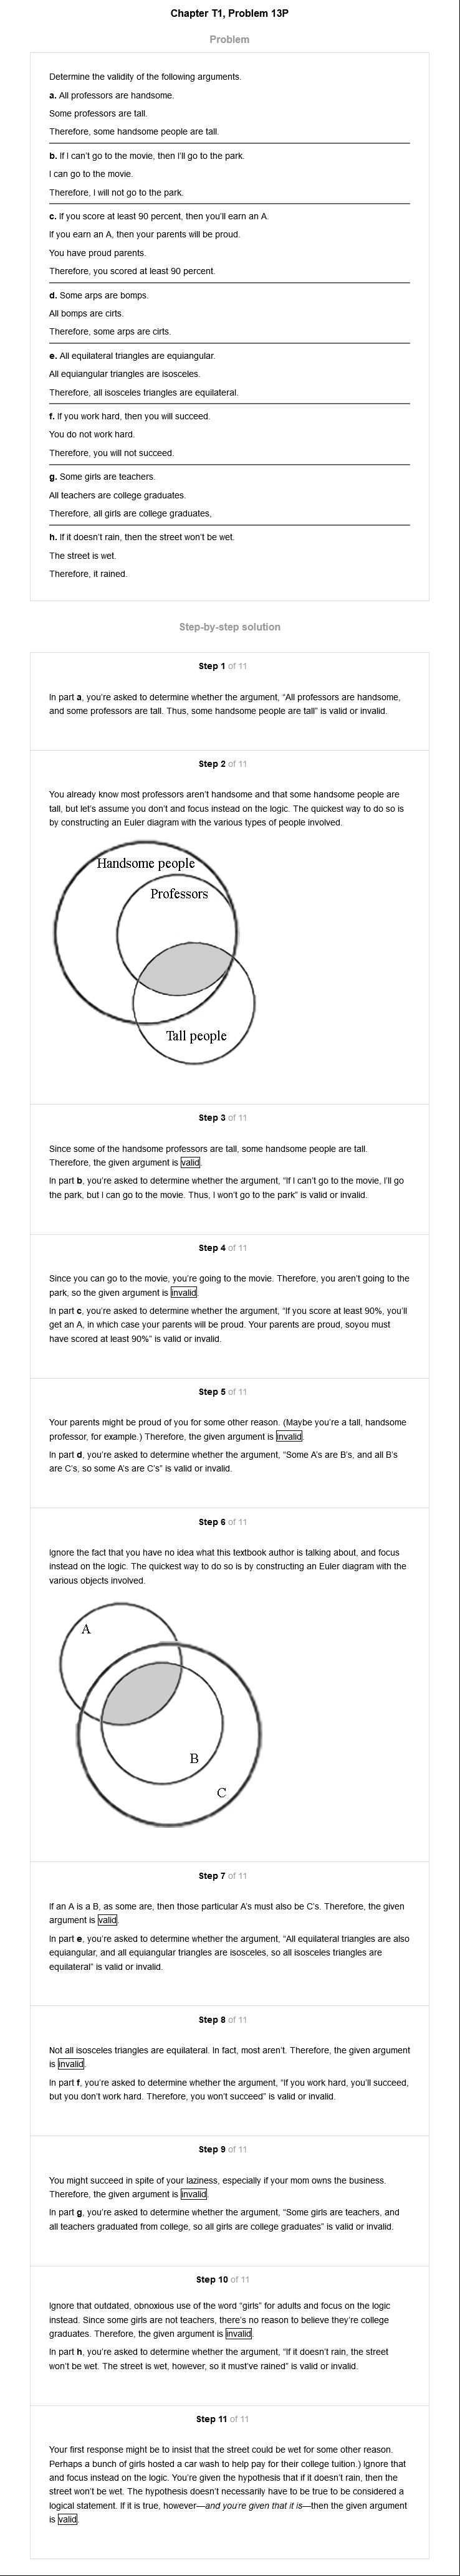 Chapter T1, Problem 13P
Problem
Determine the validity of the following arguments.
a. All professors are handsome.
Some professors are tall.
Therefore, some handsome people are tall.
b. If I can't go to the movie, then I'll go to the park.
I can go to the movie.
Therefore, I will not go to the park.
c. If you score at least 90 percent, then you'll earn an A.
If you earn an A, then your parents will be proud.
You have proud parents.
Therefore, you scored at least 90 percent.
d. Some arps are bomps.
All bomps are cirts.
Therefore, some arps are cirts.
e. All equilateral triangles are equiangular.
All equiangular triangles are isosceles.
Therefore, all isosceles triangles are equilateral.
f. If you work hard, then you will succeed.
You do not work hard.
Therefore, you will not succeed.
g. Some girls are teachers.
All teachers are college graduates.
Therefore, all girls are college graduates,
h. If it doesn't rain, then the street won't be wet.
The street is wet.
Therefore, it rained.
Step-by-step solution
Step 1 of 11
In part a, you're asked to determine whether the argument, “All professors are handsome,
and some professors are tall. Thus, some handsome people are tall” is valid or invalid.
Step 2 of 11
You already know most professors aren't handsome and that some handsome people are
tall, but let's assume you don't and focus instead on the logic. The quickest way to do so is
by constructing an Euler diagram with the various types of people involved.
Handsome people
Professors
Tall people
Step 3 of 11
Since some of the handsome professors are tall, some handsome people are tall.
Therefore, the given argument is valid.
In part b, you're asked to determine whether the argument, “If I can't go to the movie, I'll go
the park, but I can go to the movie. Thus, I won't go to the park” is valid or invalid.
Step 4 of 11
Since you can go to the movie, you're going to the movie. Therefore, you aren't going to the
park, so the given argument is invalid.
In part c, you're asked to determine whether the argument, “If you score at least 90%, you'll
get an A, in which case your parents will be proud. Your parents are proud, soyou must
have scored at least 90%” is valid or invalid.
Step 5 of 11
Your parents might be proud of you for some other reason. (Maybe you're a tall, handsome
professor, for example.) Therefore, the given argument is invalid.
In part d, you're asked to determine whether the argument, “Some A's are B's, and all B's
are C's, so some A's are C's” is valid or invalid.
Step 6 of 11
Ignore the fact that you have no idea what this textbook author is talking about, and focus
instead on the logic. The quickest way to do so is by constructing an Euler diagram with the
various objects involved.
A
B
C
Step 7 of 11
If an A is a B, as some are, then those particular A's must also be C's. Therefore, the given
argument is valid.
In part e, you're asked to determine whether the argument, “All equilateral triangles are also
equiangular, and all equiangular triangles are isosceles, so all isosceles triangles are
equilateral” is valid or invalid.
Step 8 of 11
Not all isosceles triangles are equilateral. In fact, most aren't. Therefore, the given argument
is invalid.
In part f, you're asked to determine whether the argument, “If you work hard, you'll succeed,
but you don't work hard. Therefore, you won't succeed” is valid or invalid.
Step 9 of 11
You might succeed in spite of your laziness, especially if your mom owns the business.
Therefore, the given argument is invalid.
In part g, you're asked to determine whether the argument, “Some girls are teachers, and
all teachers graduated from college, so all girls are college graduates” is valid or invalid.
Step 10 of 11
Ignore that outdated, obnoxious use of the word “girls” for adults and focus on the logic
instead. Since some girls are not teachers, there's no reason to believe they're college
graduates. Therefore, the given argument is invalid.
In part h, you're asked to determine whether the argument, “If it doesn't rain, the street
won't be wet. The street is wet, however, so it must've rained” is valid or invalid.
Step 11 of 11
Your first response might be to insist that the street could be wet for some other reason.
Perhaps a bunch of girls hosted a car wash to help pay for their college tuition.) Ignore that
and focus instead on the logic. You're given the hypothesis that if it doesn't rain, then the
street won't be wet. The hypothesis doesn't necessarily have to be true to be considered a
logical statement. If it is true, however—and you're given that it is—then the given argument
is valid.